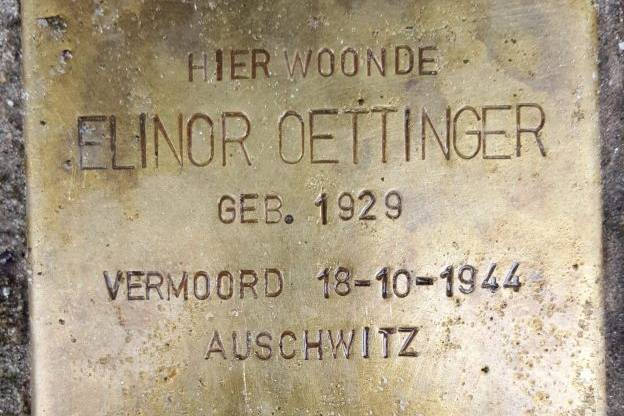 HIER WOONDE
ELINOR OETTINGER
GEB. 1929
VERMOORD 18-10-1944
AUSCHWITZ